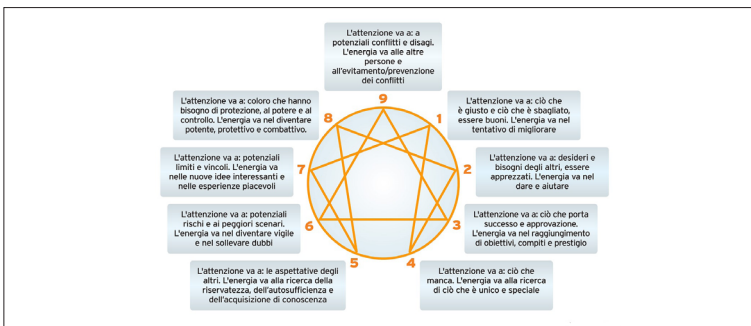 L'attenzione va a: a
potenziali conflitti e disagi.
L'energia va alle altre
persone e
all'evitamento/prevenzione
dei conflitti
9
L'attenzione va a: coloro che hanno
bisogno di protezione, al potere e al
controllo. L'energia va nel diventare
potente, protettivo e combattivo.
8
1
L'attenzione va a: ciò che
è giusto e ciò che è sbagliato,
essere buoni. L'energia va nel
tentativo di migliorare
L'attenzione va a: potenziali
limiti e vincoli. L'energia va
nelle nuove idee interessanti e
nelle esperienze piacevoli
7
2
L'attenzione va a: desideri e
bisogni degli altri, essere
apprezzati. L'energia va nel
dare e aiutare
L'attenzione va a: potenziali
rischi e ai peggiori scenari.
L'energia va nel diventare vigile
e nel sollevare dubbi
6
3
L'attenzione va a: ciò che porta
successo e approvazione.
L'energia va nel raggiungimento
di obiettivi, compiti e prestigio
L'attenzione va a: le aspettative degli
altri. L'energia va alla ricerca della
riservatezza, dell'autosufficienza e
dell'acquisizione di conoscenza
5
4
L'attenzione va a: ciò che
manca. L'energia va alla ricerca
di ciò che è unico e speciale